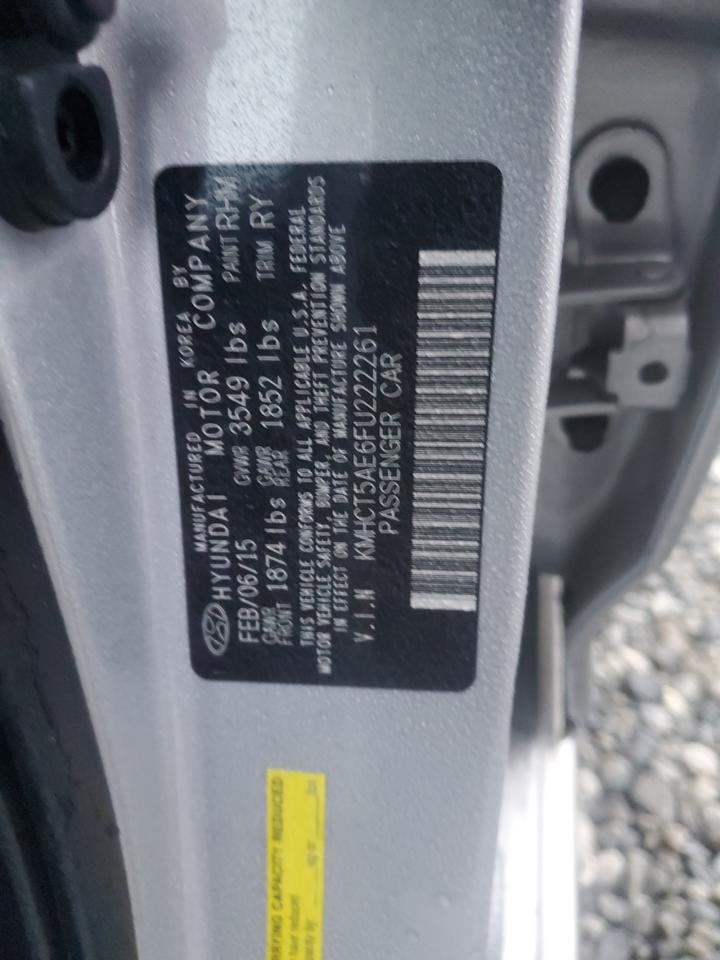 MANUFACTURED IN KOREA BY
HYUNDAI MOTOR COMPANY
FEB/06/15 GVWR 3549 lbs PAINT RHM
GAWR FRONT 1874 lbs GAWR REAR 1852 lbs TRIM RY
THIS VEHICLE CONFORMS TO ALL APPLICABLE U.S.A. FEDERAL
MOTOR VEHICLE SAFETY, BUMPER, AND THEFT PREVENTION STANDARDS
IN EFFECT ON THE DATE OF MANUFACTURE SHOWN ABOVE
V.I.N KMHCT5AE6FU222261
PASSENGER CAR
CAPACITY REDUCED